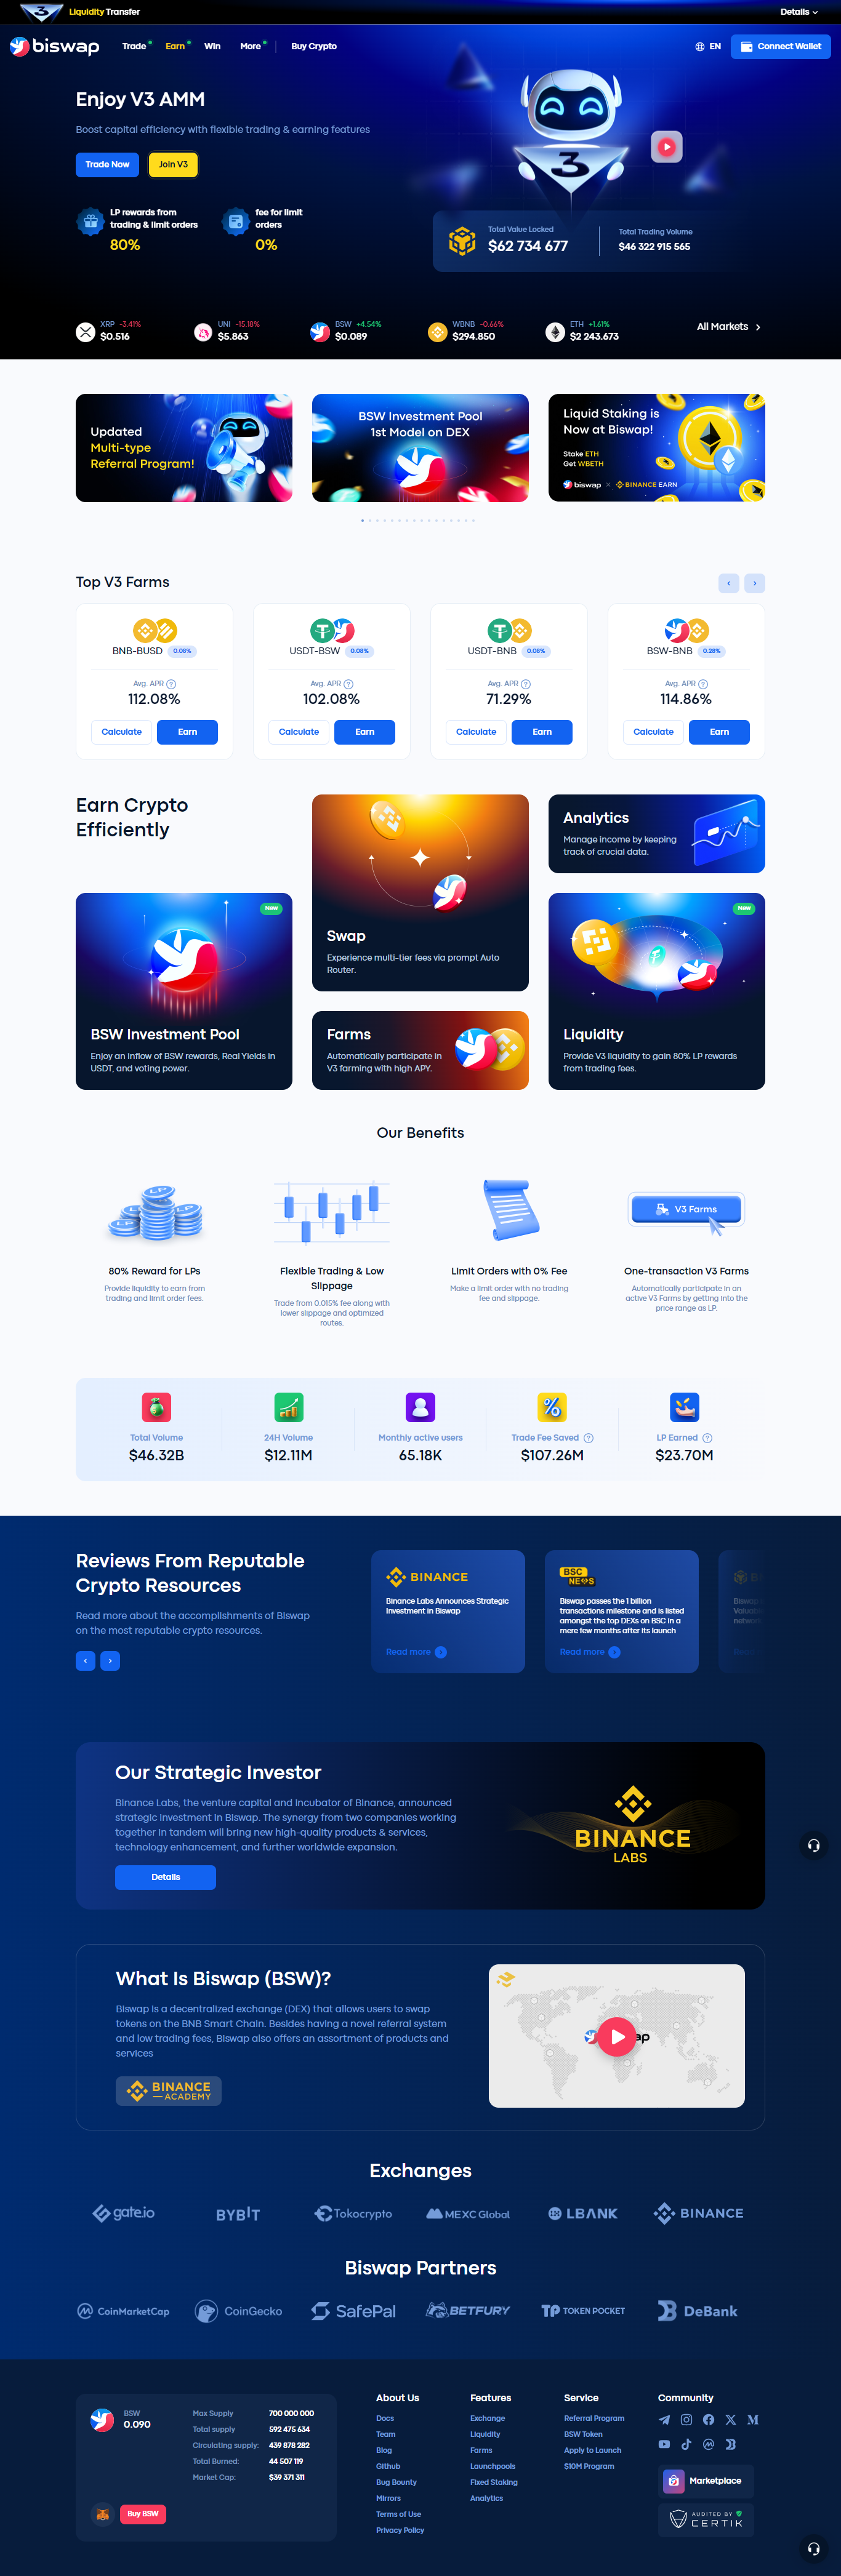 Liquidity Transfer
Details
biswap
Trade
Earn
Win
More
Buy Crypto
EN
Connect Wallet
Enjoy V3 AMM
Boost capital efficiency with flexible trading & earning features
Trade Now
Join V3
LP rewards from
trading & limit orders
80%
fee for limit
orders
0%
3
Total Value Locked
$62 734 677
Total Trading Volume
$46 322 915 565
XRP -3.41%
$0.516
UNI -15.18%
$5.863
BSW +4.54%
$0.089
WBNB -0.66%
$294.850
ETH +1.61%
$2 243.673
All Markets
Updated
Multi-type
Referral Program!
BSW Investment Pool
1st Model on DEX
Liquid Staking is
Now at Biswap!
Stake ETH
Get WBETH
biswap × BINANCE EARN
Top V3 Farms
BNB-BUSD 0.08%
Avg. APR ?
112.08%
Calculate
Earn
USDT-BSW 0.08%
Avg. APR ?
102.08%
Calculate
Earn
USDT-BNB 0.08%
Avg. APR ?
71.29%
Calculate
Earn
BSW-BNB 0.28%
Avg. APR ?
114.86%
Calculate
Earn
Earn Crypto
Efficiently
Swap
Experience multi-tier fees via prompt Auto
Router.
Analytics
Manage income by keeping
track of crucial data.
New
BSW Investment Pool
Enjoy an inflow of BSW rewards, Real Yields in
USDT, and voting power.
Farms
Automatically participate in
V3 farming with high APY.
New
Liquidity
Provide V3 liquidity to gain 80% LP rewards
from trading fees.
Our Benefits
LP
LP
LP
V3 Farms
80% Reward for LPs
Provide liquidity to earn from
trading and limit order fees.
Flexible Trading & Low
Slippage
Trade from 0.015% fee along with
lower slippage and optimized
routes.
Limit Orders with 0% Fee
Make a limit order with no trading
fee and slippage.
One-transaction V3 Farms
Automatically participate in an
active V3 Farms by getting into the
price range as LP.
Total Volume
$46.32B
24H Volume
$12.11M
Monthly active users
65.18K
Trade Fee Saved ?
$107.26M
LP Earned ?
$23.70M
Reviews From Reputable
Crypto Resources
Read more about the accomplishments of Biswap
on the most reputable crypto resources.
BINANCE
Binance Labs Announces Strategic
Investment in Biswap
Read more
BSC
NEWS
Biswap passes the 1 billion
transactions milestone and is listed
amongst the top DEXs on BSC in a
mere few months after its launch
Read more
Our Strategic Investor
Binance Labs, the venture capital and incubator of Binance, announced
strategic investment in Biswap. The synergy from two companies working
together in tandem will bring new high-quality products & services,
technology enhancement, and further worldwide expansion.
Details
BINANCE
LABS
What Is Biswap (BSW)?
Biswap is a decentralized exchange (DEX) that allows users to swap
tokens on the BNB Smart Chain. Besides having a novel referral system
and low trading fees, Biswap also offers an assortment of products and
services
BINANCE
ACADEMY
Exchanges
gate.io
BYBIT
Tokocrypto
MEXC Global
LBANK
BINANCE
Biswap Partners
CoinMarketCap
CoinGecko
SafePal
BETFURY
TP TOKEN POCKET
DeBank
BSW
0.090
Max Supply 700 000 000
Total supply 592 475 634
Circulating supply: 439 878 282
Total Burned: 44 507 119
Market Cap: $39 371 311
Buy BSW
About Us
Docs
Team
Blog
Github
Bug Bounty
Mirrors
Terms of Use
Privacy Policy
Features
Exchange
Liquidity
Farms
Launchpools
Fixed Staking
Analytics
Service
Referral Program
BSW Token
Apply to Launch
$10M Program
Community
Marketplace
AUDITED BY
CERTIK